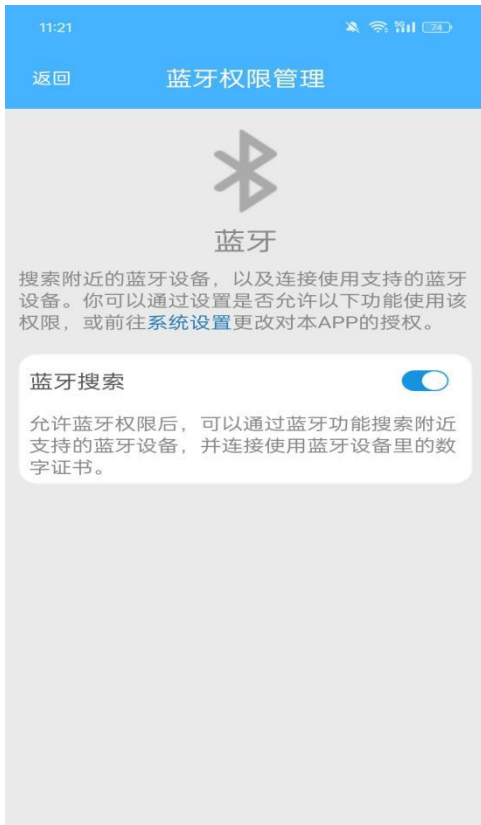 11:21
5G
74
返回
蓝牙权限管理
蓝牙
搜索附近的蓝牙设备，以及连接使用支持的蓝牙
设备。你可以通过设置是否允许以下功能使用该
权限，或前往系统设置更改对本APP的授权。
蓝牙搜索
允许蓝牙权限后，可以通过蓝牙功能搜索附近
支持的蓝牙设备，并连接使用蓝牙设备里的数
字证书。